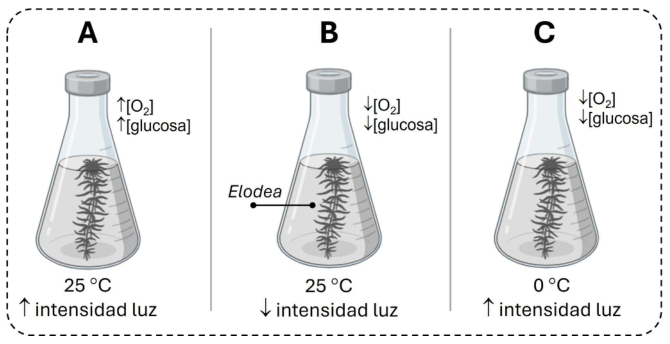 A
↑[O₂]
↑[glucosa]
25 °C
↑ intensidad luz
B
↓[O₂]
↓[glucosa]
Elodea
25 °C
↓ intensidad luz
C
↓[O₂]
↓[glucosa]
0 °C
↑ intensidad luz